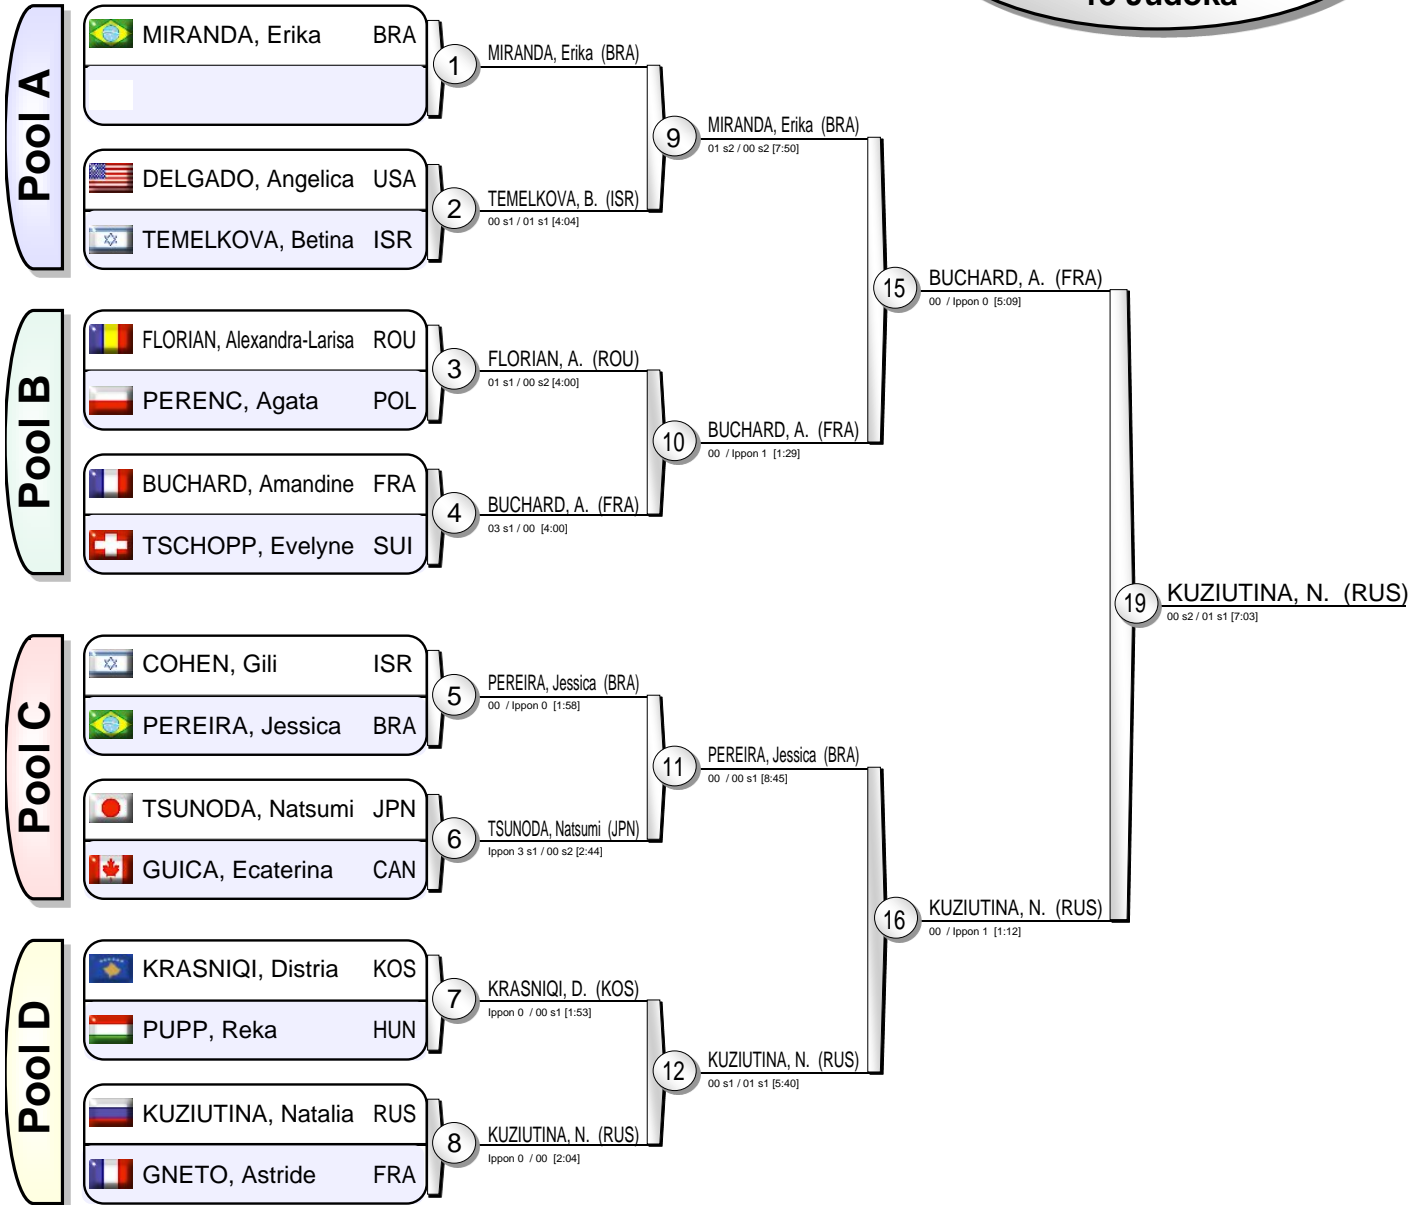 15 Judoka
Pool A
MIRANDA, Erika BRA
DELGADO, Angelica USA
TEMELKOVA, Betina ISR
Pool B
FLORIAN, Alexandra-Larisa ROU
PERENC, Agata POL
BUCHARD, Amandine FRA
TSCHOPP, Evelyne SUI
Pool C
COHEN, Gili ISR
PEREIRA, Jessica BRA
TSUNODA, Natsumi JPN
GUICA, Ecaterina CAN
Pool D
KRASNIQI, Distria KOS
PUPP, Reka HUN
KUZIUTINA, Natalia RUS
GNETO, Astride FRA
1
MIRANDA, Erika (BRA)
2
TEMELKOVA, B. (ISR)
00 s1 / 01 s1 [4:04]
3
FLORIAN, A. (ROU)
01 s1 / 00 s2 [4:00]
4
BUCHARD, A. (FRA)
03 s1 / 00 [4:00]
5
PEREIRA, Jessica (BRA)
00 / Ippon 0 [1:58]
6
TSUNODA, Natsumi (JPN)
Ippon 3 s1 / 00 s2 [2:44]
7
KRASNIQI, D. (KOS)
Ippon 0 / 00 s1 [1:53]
8
KUZIUTINA, N. (RUS)
Ippon 0 / 00 [2:04]
9
MIRANDA, Erika (BRA)
01 s2 / 00 s2 [7:50]
10
BUCHARD, A. (FRA)
00 / Ippon 1 [1:29]
11
PEREIRA, Jessica (BRA)
00 / 00 s1 [8:45]
12
KUZIUTINA, N. (RUS)
00 s1 / 01 s1 [5:40]
15
BUCHARD, A. (FRA)
00 / Ippon 0 [5:09]
16
KUZIUTINA, N. (RUS)
00 / Ippon 1 [1:12]
19
KUZIUTINA, N. (RUS)
00 s2 / 01 s1 [7:03]